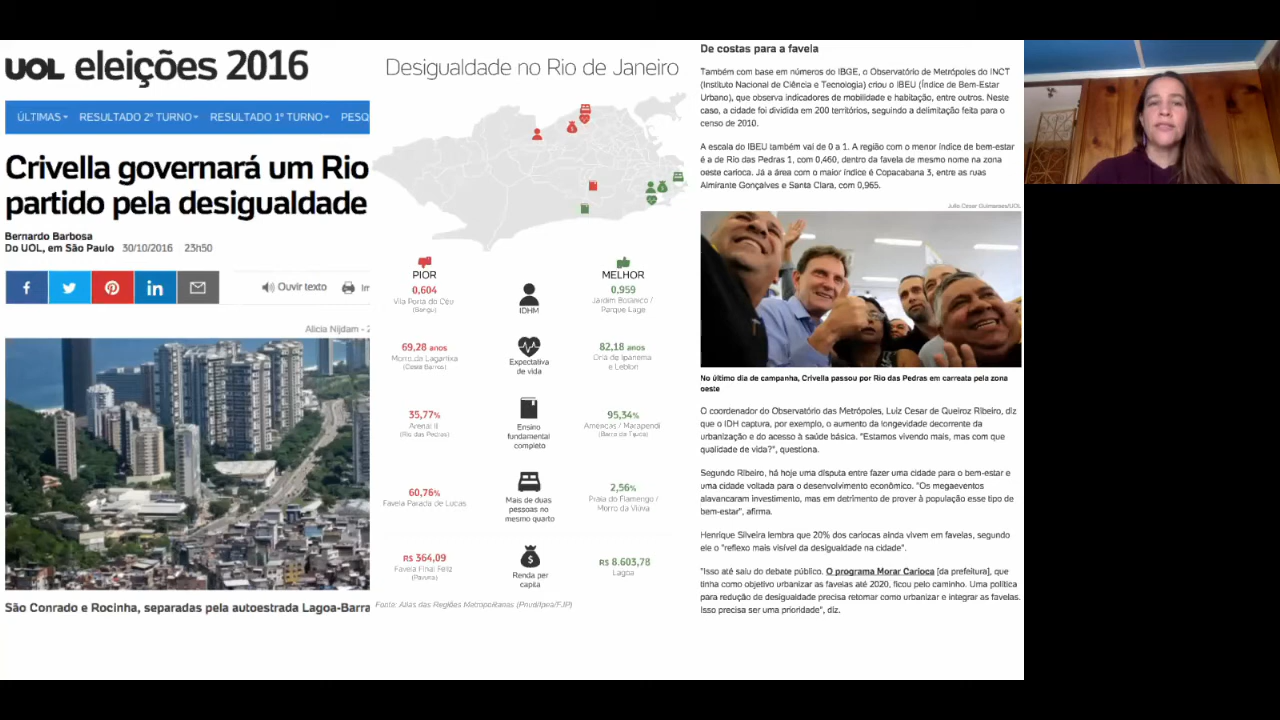 UOL eleições 2016
ÚLTIMAS RESULTADO 2º TURNO RESULTADO 1º TURNO PESQ
Crivella governará um Rio
partido pela desigualdade
Bernardo Barbosa
Do UOL, em São Paulo 30/10/2016 23h50
Ouvir texto Im
Alicia Nijdam - 2
São Conrado e Rocinha, separadas pela autoestrada Lagoa-Barra
Desigualdade no Rio de Janeiro
PIOR MELHOR
0,604 0,959
Vila Porta do Céu Jardim Botânico /
(Bangu) IDHM Parque Lage
69,28 anos 82,18 anos
Morro da Lagartixa Expectativa Orla de Ipanema
(Costa Barros) de vida e Leblon
35,77% 95,34%
Areal II Ensino Américas / Marapendi
(Rio das Pedras) fundamental (Barra da Tijuca)
completo
60,76% Mais de duas 2,56%
Favela Parada de Lucas pessoas no Praia do Flamengo /
mesmo quarto Morro da Viúva
R$ 364,09 R$ 8.603,78
Favela Final Feliz Renda per Lagoa
(Pavuna) capita
Fonte: Atlas das Regiões Metropolitanas (Pnud/Ipea/FJP)
De costas para a favela
Também com base em números do IBGE, o Observatório de Metrópoles do INCT
(Instituto Nacional de Ciência e Tecnologia) criou o IBEU (Índice de Bem-Estar
Urbano), que observa indicadores de mobilidade e habitação, entre outros. Neste
caso, a cidade foi dividida em 200 territórios, seguindo a delimitação feita para o
censo de 2010.
A escala do IBEU também vai de 0 a 1. A região com o menor índice de bem-estar
é a de Rio das Pedras 1, com 0,460, dentro da favela de mesmo nome na zona
oeste carioca. Já a área com o maior índice é Copacabana 3, entre as ruas
Almirante Gonçalves e Santa Clara, com 0,965.
Julio Cesar Guimaraes/UOL
No último dia de campanha, Crivella passou por Rio das Pedras em carreata pela zona
oeste
O coordenador do Observatório das Metrópoles, Luiz Cesar de Queiroz Ribeiro, diz
que o IDH captura, por exemplo, o aumento da longevidade decorrente da
urbanização e do acesso à saúde básica. "Estamos vivendo mais, mas com que
qualidade de vida?", questiona.
Segundo Ribeiro, há hoje uma disputa entre fazer uma cidade para o bem-estar e
uma cidade voltada para o desenvolvimento econômico. "Os megaeventos
alavancaram investimento, mas em detrimento de prover à população esse tipo de
bem-estar", afirma.
Henrique Silveira lembra que 20% dos cariocas ainda vivem em favelas, segundo
ele o "reflexo mais visível da desigualdade na cidade".
"Isso até saiu do debate público. O programa Morar Carioca [da prefeitura], que
tinha como objetivo urbanizar as favelas até 2020, ficou pelo caminho. Uma política
para redução de desigualdade precisa retomar como urbanizar e integrar as favelas.
Isso precisa ser uma prioridade", diz.